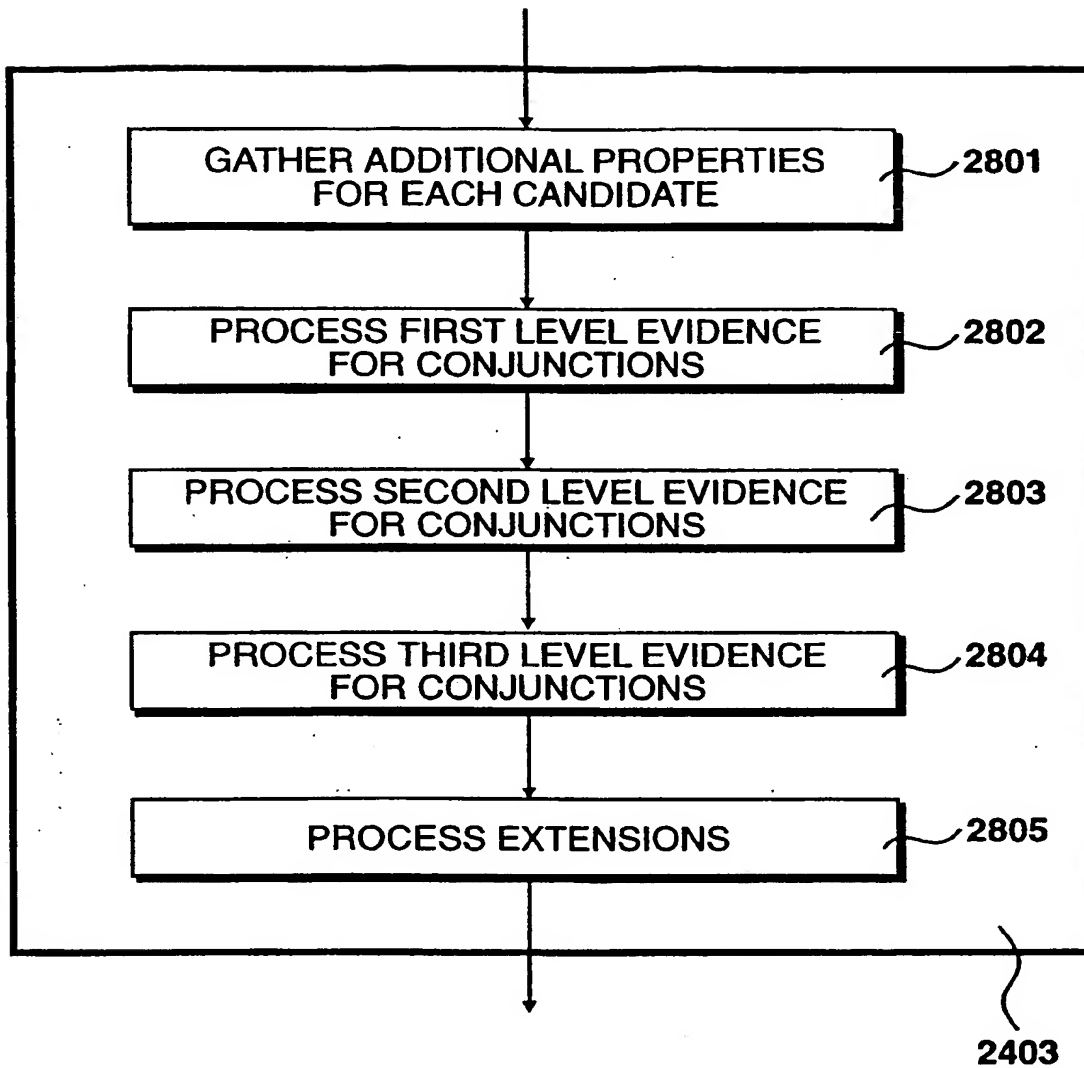 GATHER ADDITIONAL PROPERTIES
FOR EACH CANDIDATE
2801
PROCESS FIRST LEVEL EVIDENCE
FOR CONJUNCTIONS
2802
PROCESS SECOND LEVEL EVIDENCE
FOR CONJUNCTIONS
2803
PROCESS THIRD LEVEL EVIDENCE
FOR CONJUNCTIONS
2804
PROCESS EXTENSIONS
2805
2403